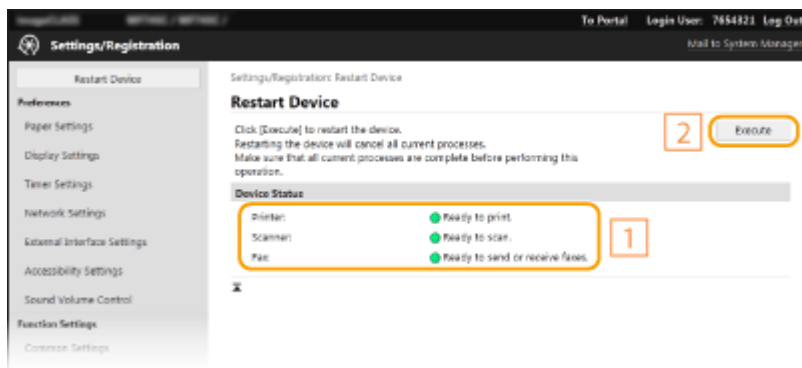 To Portal Login User: 7654321 Log Out
Settings/Registration
Mail to System Manager
Restart Device
Preferences
Paper Settings
Display Settings
Timer Settings
Network Settings
External Interface Settings
Accessibility Settings
Sound Volume Control
Function Settings
Common Settings
Settings/Registration: Restart Device
Restart Device
Click [Execute] to restart the device.
Restarting the device will cancel all current processes.
Make sure that all current processes are complete before performing this
operation.
2
Execute
Device Status
Printer: Ready to print.
Scanner: Ready to scan.
Fax: Ready to send or receive faxes.
1